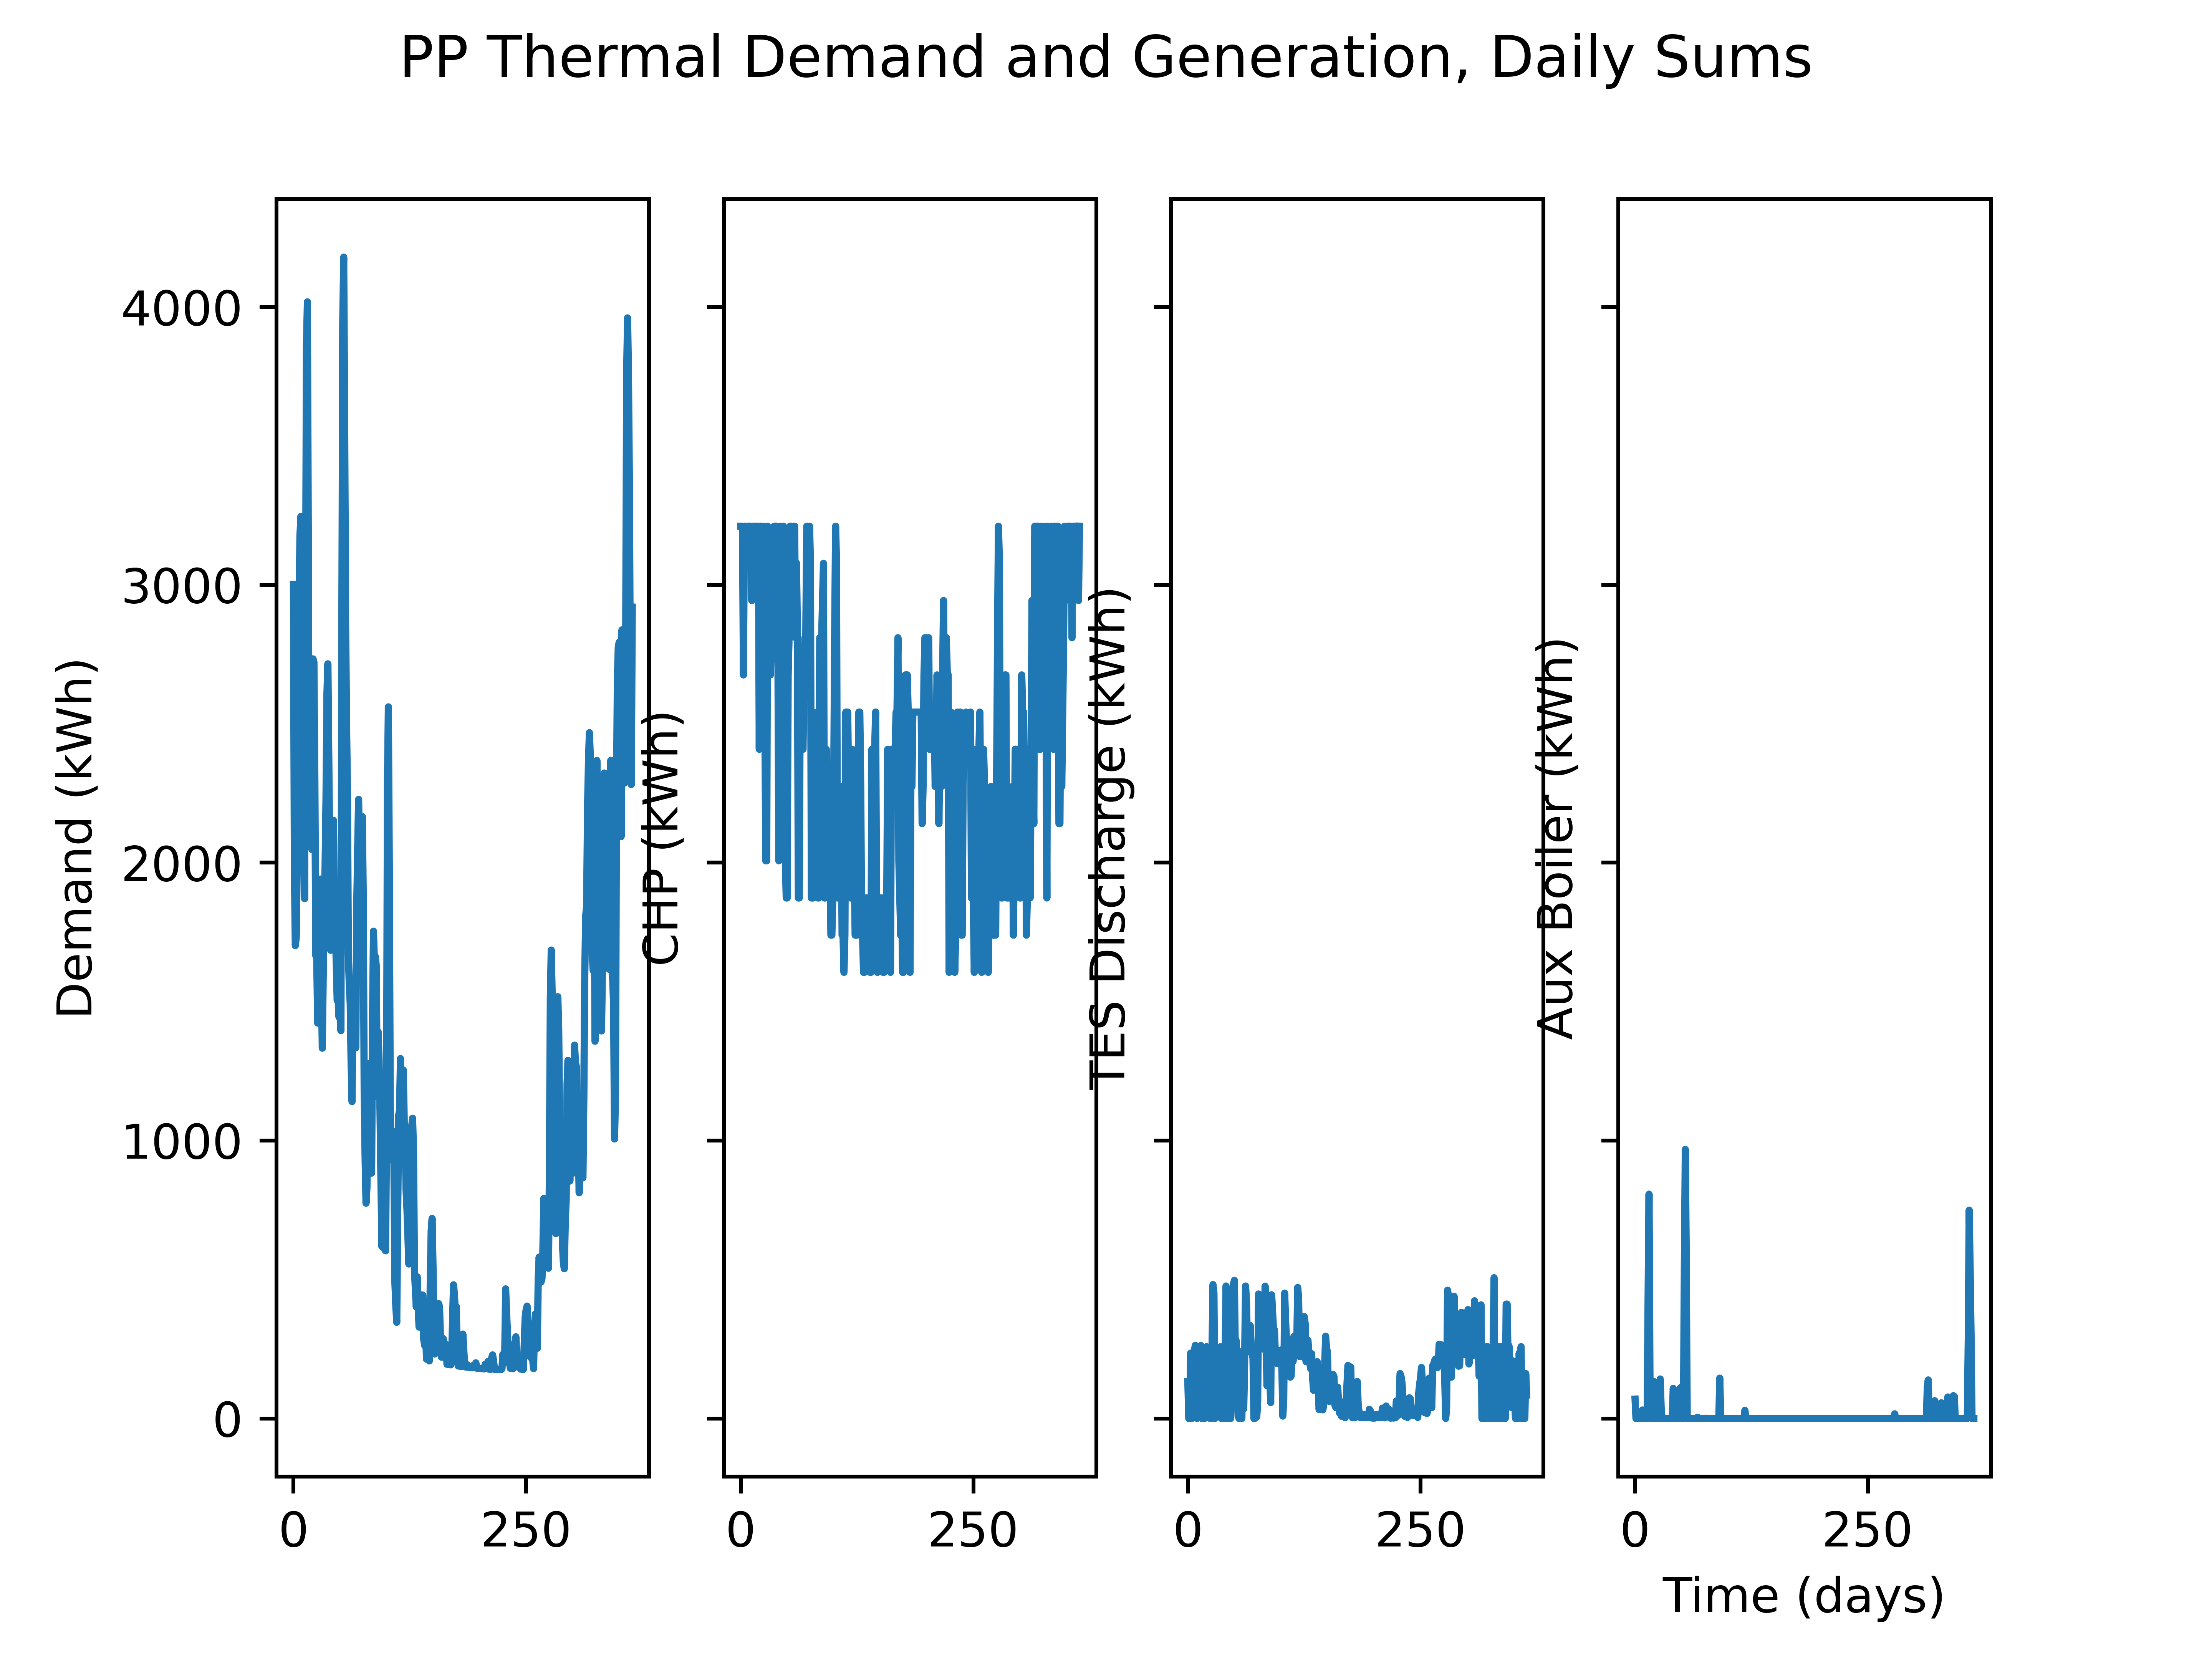 PP Thermal Demand and Generation, Daily Sums
Demand (kWh)
4000
3000
2000
1000
0
0 250
CHP (kWh)
0 250
TES Discharge (kWh)
0 250
Aux Boiler (kWh)
0 250
Time (days)